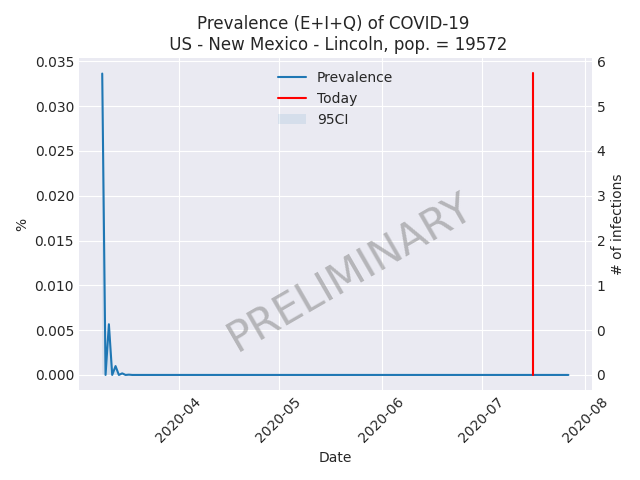 Prevalence (E+I+Q) of COVID-19
US - New Mexico - Lincoln, pop. = 19572
Prevalence
Today
95CI
0.035
0.030
0.025
0.020
0.015
0.010
0.005
0.000
%
6
5
4
3
2
1
0
0
# of infections
PRELIMINARY
2020-04
2020-05
2020-06
2020-07
2020-08
Date